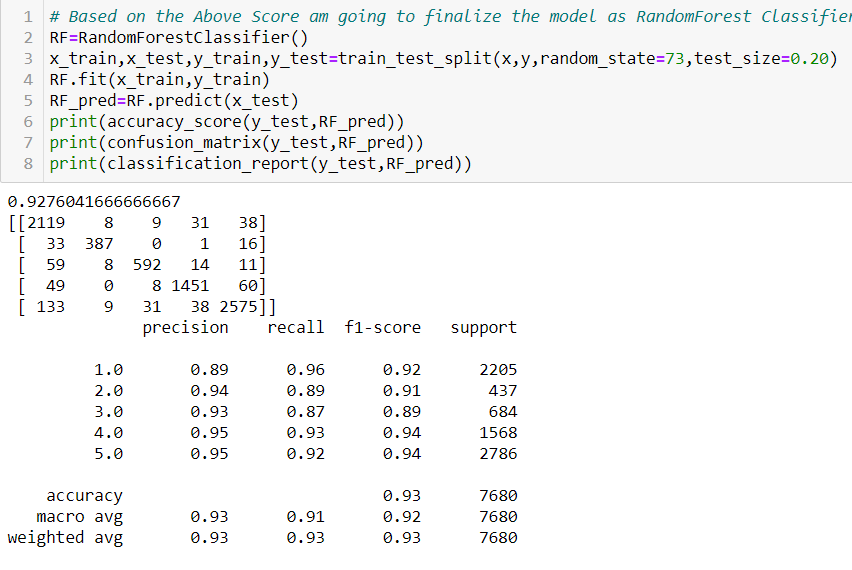 1 # Based on the Above Score am going to finalize the model as RandomForest Classifier
2 RF=RandomForestClassifier()
3 x_train,x_test,y_train,y_test=train_test_split(x,y,random_state=73,test_size=0.20)
4 RF.fit(x_train,y_train)
5 RF_pred=RF.predict(x_test)
6 print(accuracy_score(y_test,RF_pred))
7 print(confusion_matrix(y_test,RF_pred))
8 print(classification_report(y_test,RF_pred))
0.9276041666666667
[[2119 8 9 31 38]
[ 33 387 0 1 16]
[ 59 8 592 14 11]
[ 49 0 8 1451 60]
[ 133 9 31 38 2575]]
precision recall f1-score support
1.0 0.89 0.96 0.92 2205
2.0 0.94 0.89 0.91 437
3.0 0.93 0.87 0.89 684
4.0 0.95 0.93 0.94 1568
5.0 0.95 0.92 0.94 2786
accuracy 0.93 7680
macro avg 0.93 0.91 0.92 7680
weighted avg 0.93 0.93 0.93 7680